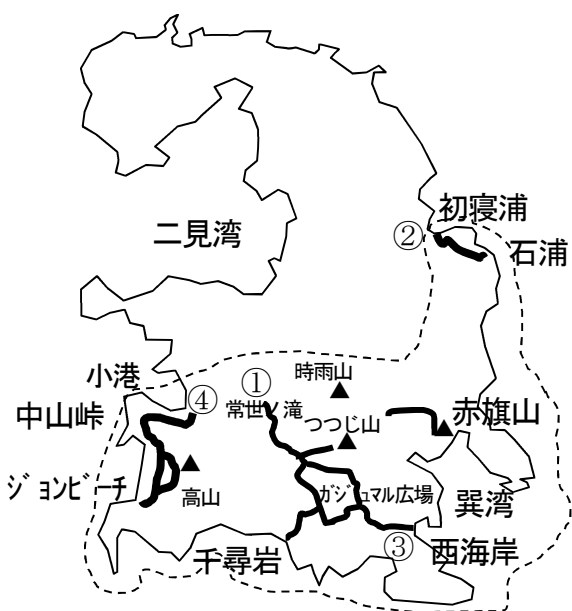 初寝浦
②
石浦
二見湾
時雨山
小港
①
④
常世ノ滝
中山峠
つつじ山
赤旗山
ジョンビーチ
高山
ガジュマル広場
巽湾
千尋岩
③
西海岸